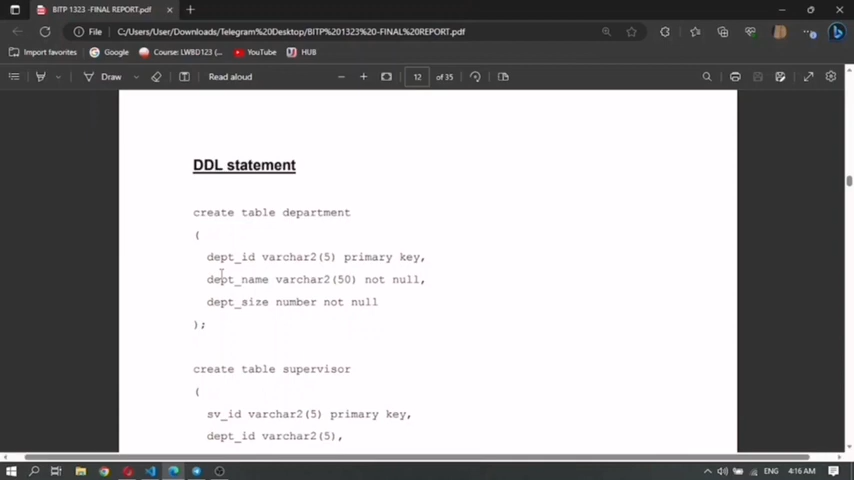 BITP 1323 -FINAL REPORT.pdf
File
C:/Users/User/Downloads/Telegram%20Desktop/BITP%201323%20-FINAL%20REPORT.pdf
Import favorites
Google
Course: LWBD123 (...
YouTube
HUB
Draw
Read aloud
12
of 35
DDL statement
create table department
(
dept_id varchar2(5) primary key,
dept_name varchar2(50) not null,
dept_size number not null
);
create table supervisor
(
sv_id varchar2(5) primary key,
dept_id varchar2(5),
ENG
4:16 AM